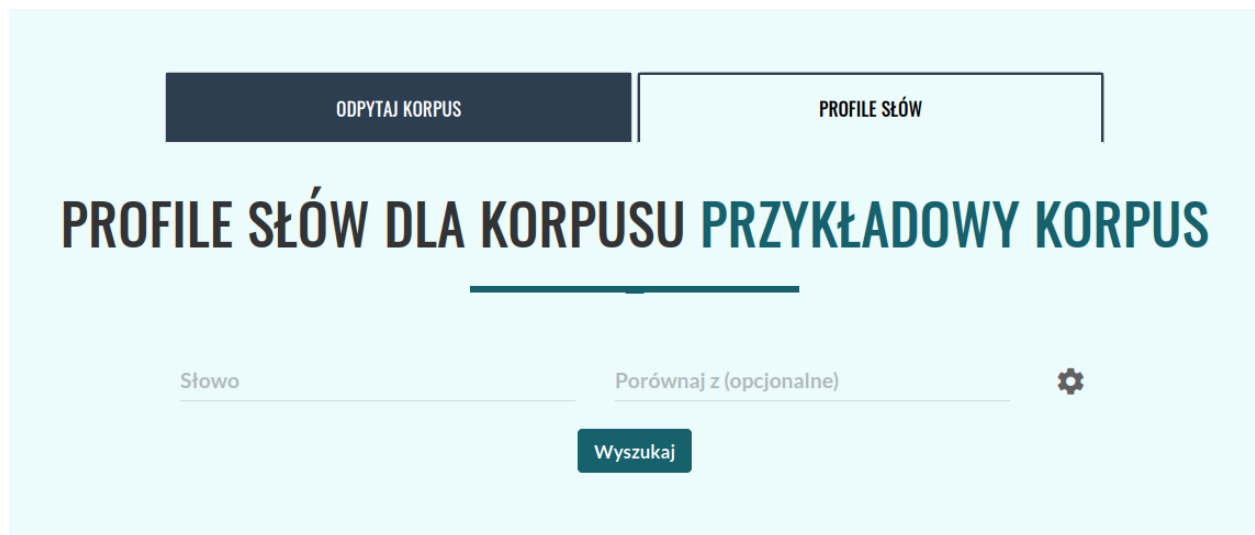 ODPYTAJ KORPUS
PROFILE SŁÓW
PROFILE SŁÓW DLA KORPUSU PRZYKŁADOWY KORPUS
Słowo
Porównaj z (opcjonalne)
Wyszukaj